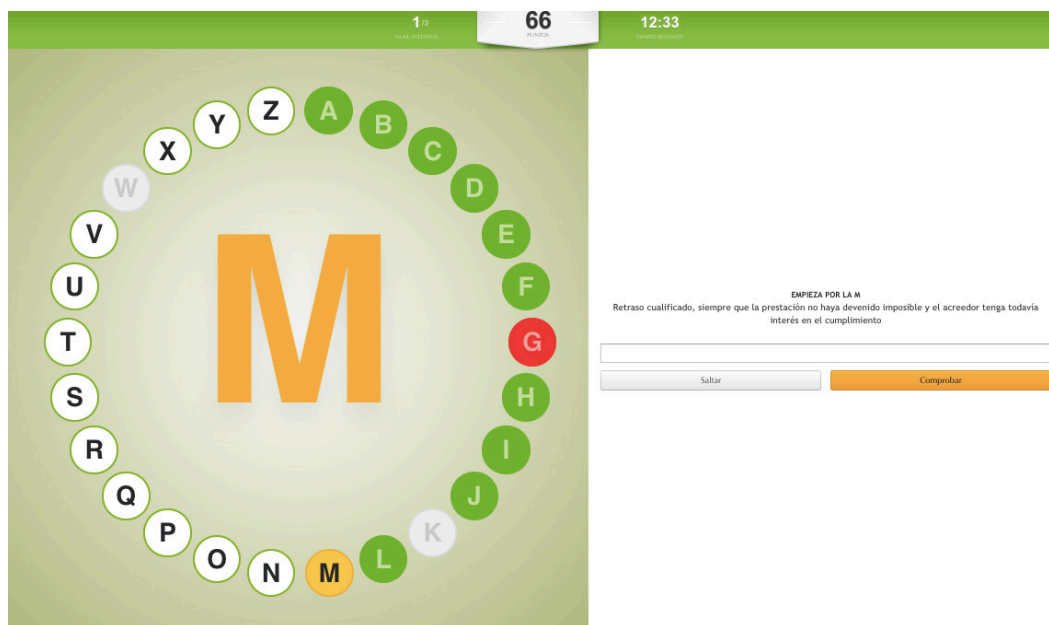 1 /3
66
PUNTOS
12:33
Z
A
B
C
D
E
F
G
H
I
J
K
L
M
N
O
P
Q
R
S
T
U
V
W
X
Y
M
EMPIEZA POR LA M
Retraso cualificado, siempre que la prestación no haya devenido imposible y el acreedor tenga todavía
interés en el cumplimiento
Saltar
Comprobar